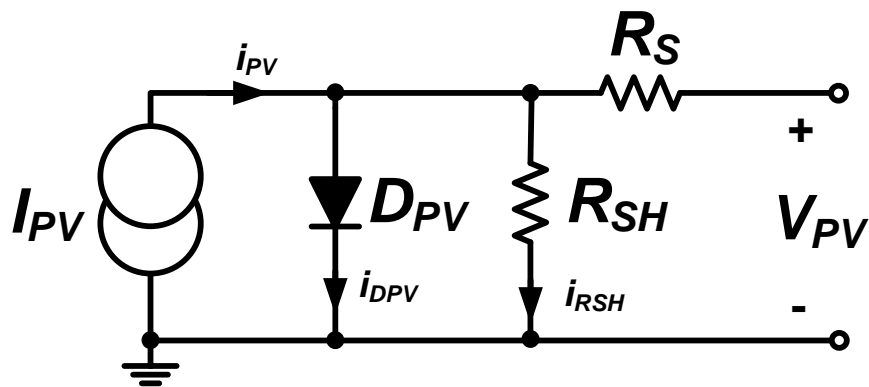 R_S
i_PV
+
I_PV
D_PV
R_SH
V_PV
i_DPV
i_RSH
-